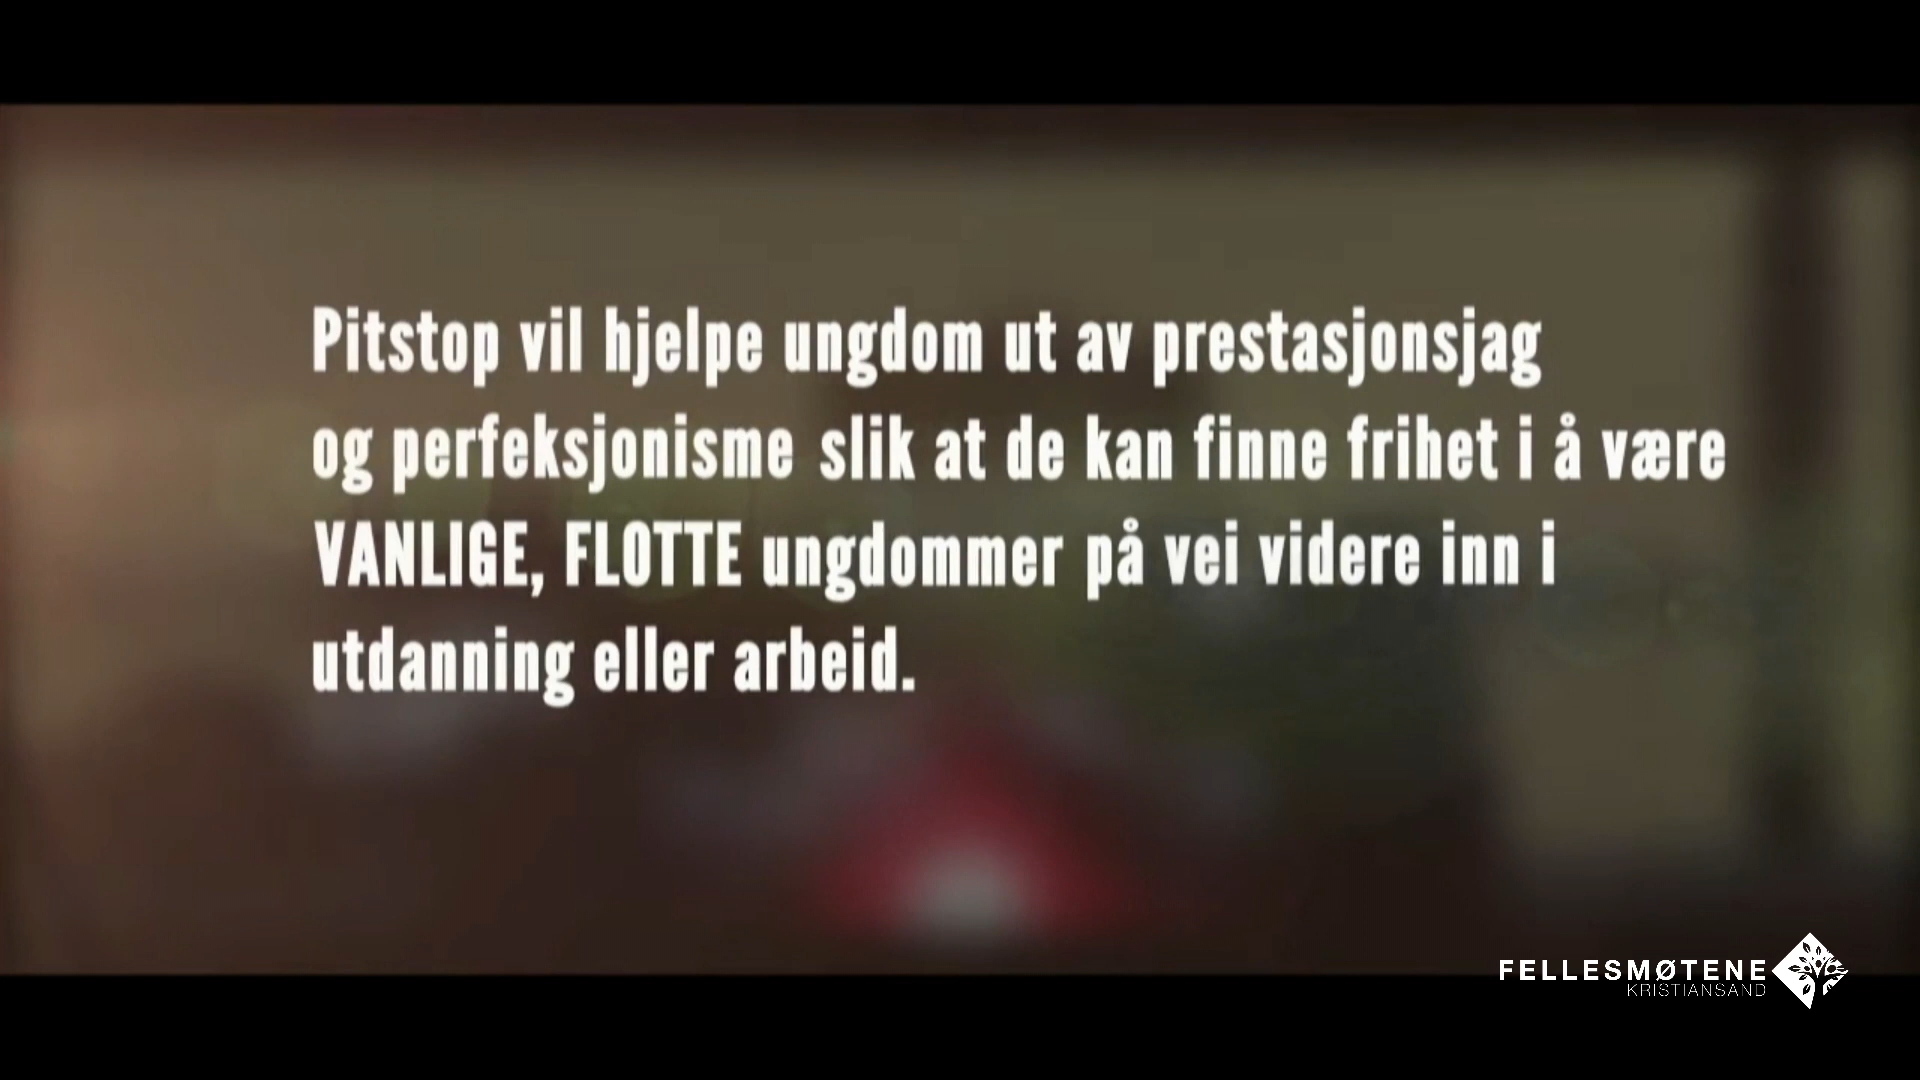 Pitstop vil hjelpe ungdom ut av prestasjonsjag
og perfeksjonisme slik at de kan finne frihet i å være
VANLIGE, FLOTTE ungdommer på vei videre inn i
utdanning eller arbeid.
FELLESMØTENE
KRISTIANSAND